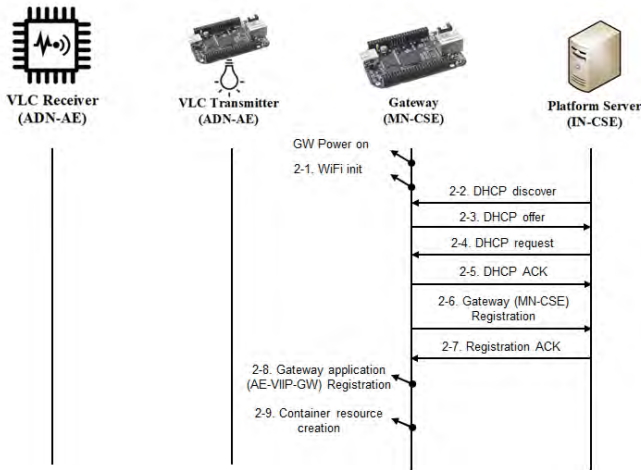 VLC Receiver
(ADN-AE)
VLC Transmitter
(ADN-AE)
Gateway
(MN-CSE)
Platform Server
(IN-CSE)
GW Power on
2-1. WiFi init
2-2. DHCP discover
2-3. DHCP offer
2-4. DHCP request
2-5. DHCP ACK
2-6. Gateway (MN-CSE)
Registration
2-7. Registration ACK
2-8. Gateway application
(AE-VIIP-GW) Registration
2-9. Container resource
creation